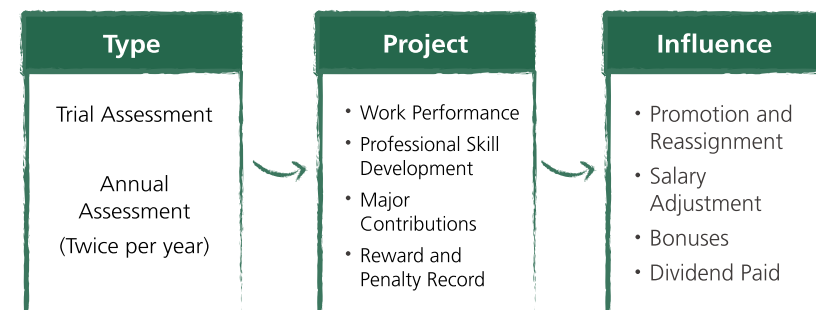 Type
Trial Assessment
Annual
Assessment
(Twice per year)
Project
• Work Performance
• Professional Skill
Development
• Major
Contributions
• Reward and
Penalty Record
Influence
• Promotion and
Reassignment
• Salary
Adjustment
• Bonuses
• Dividend Paid